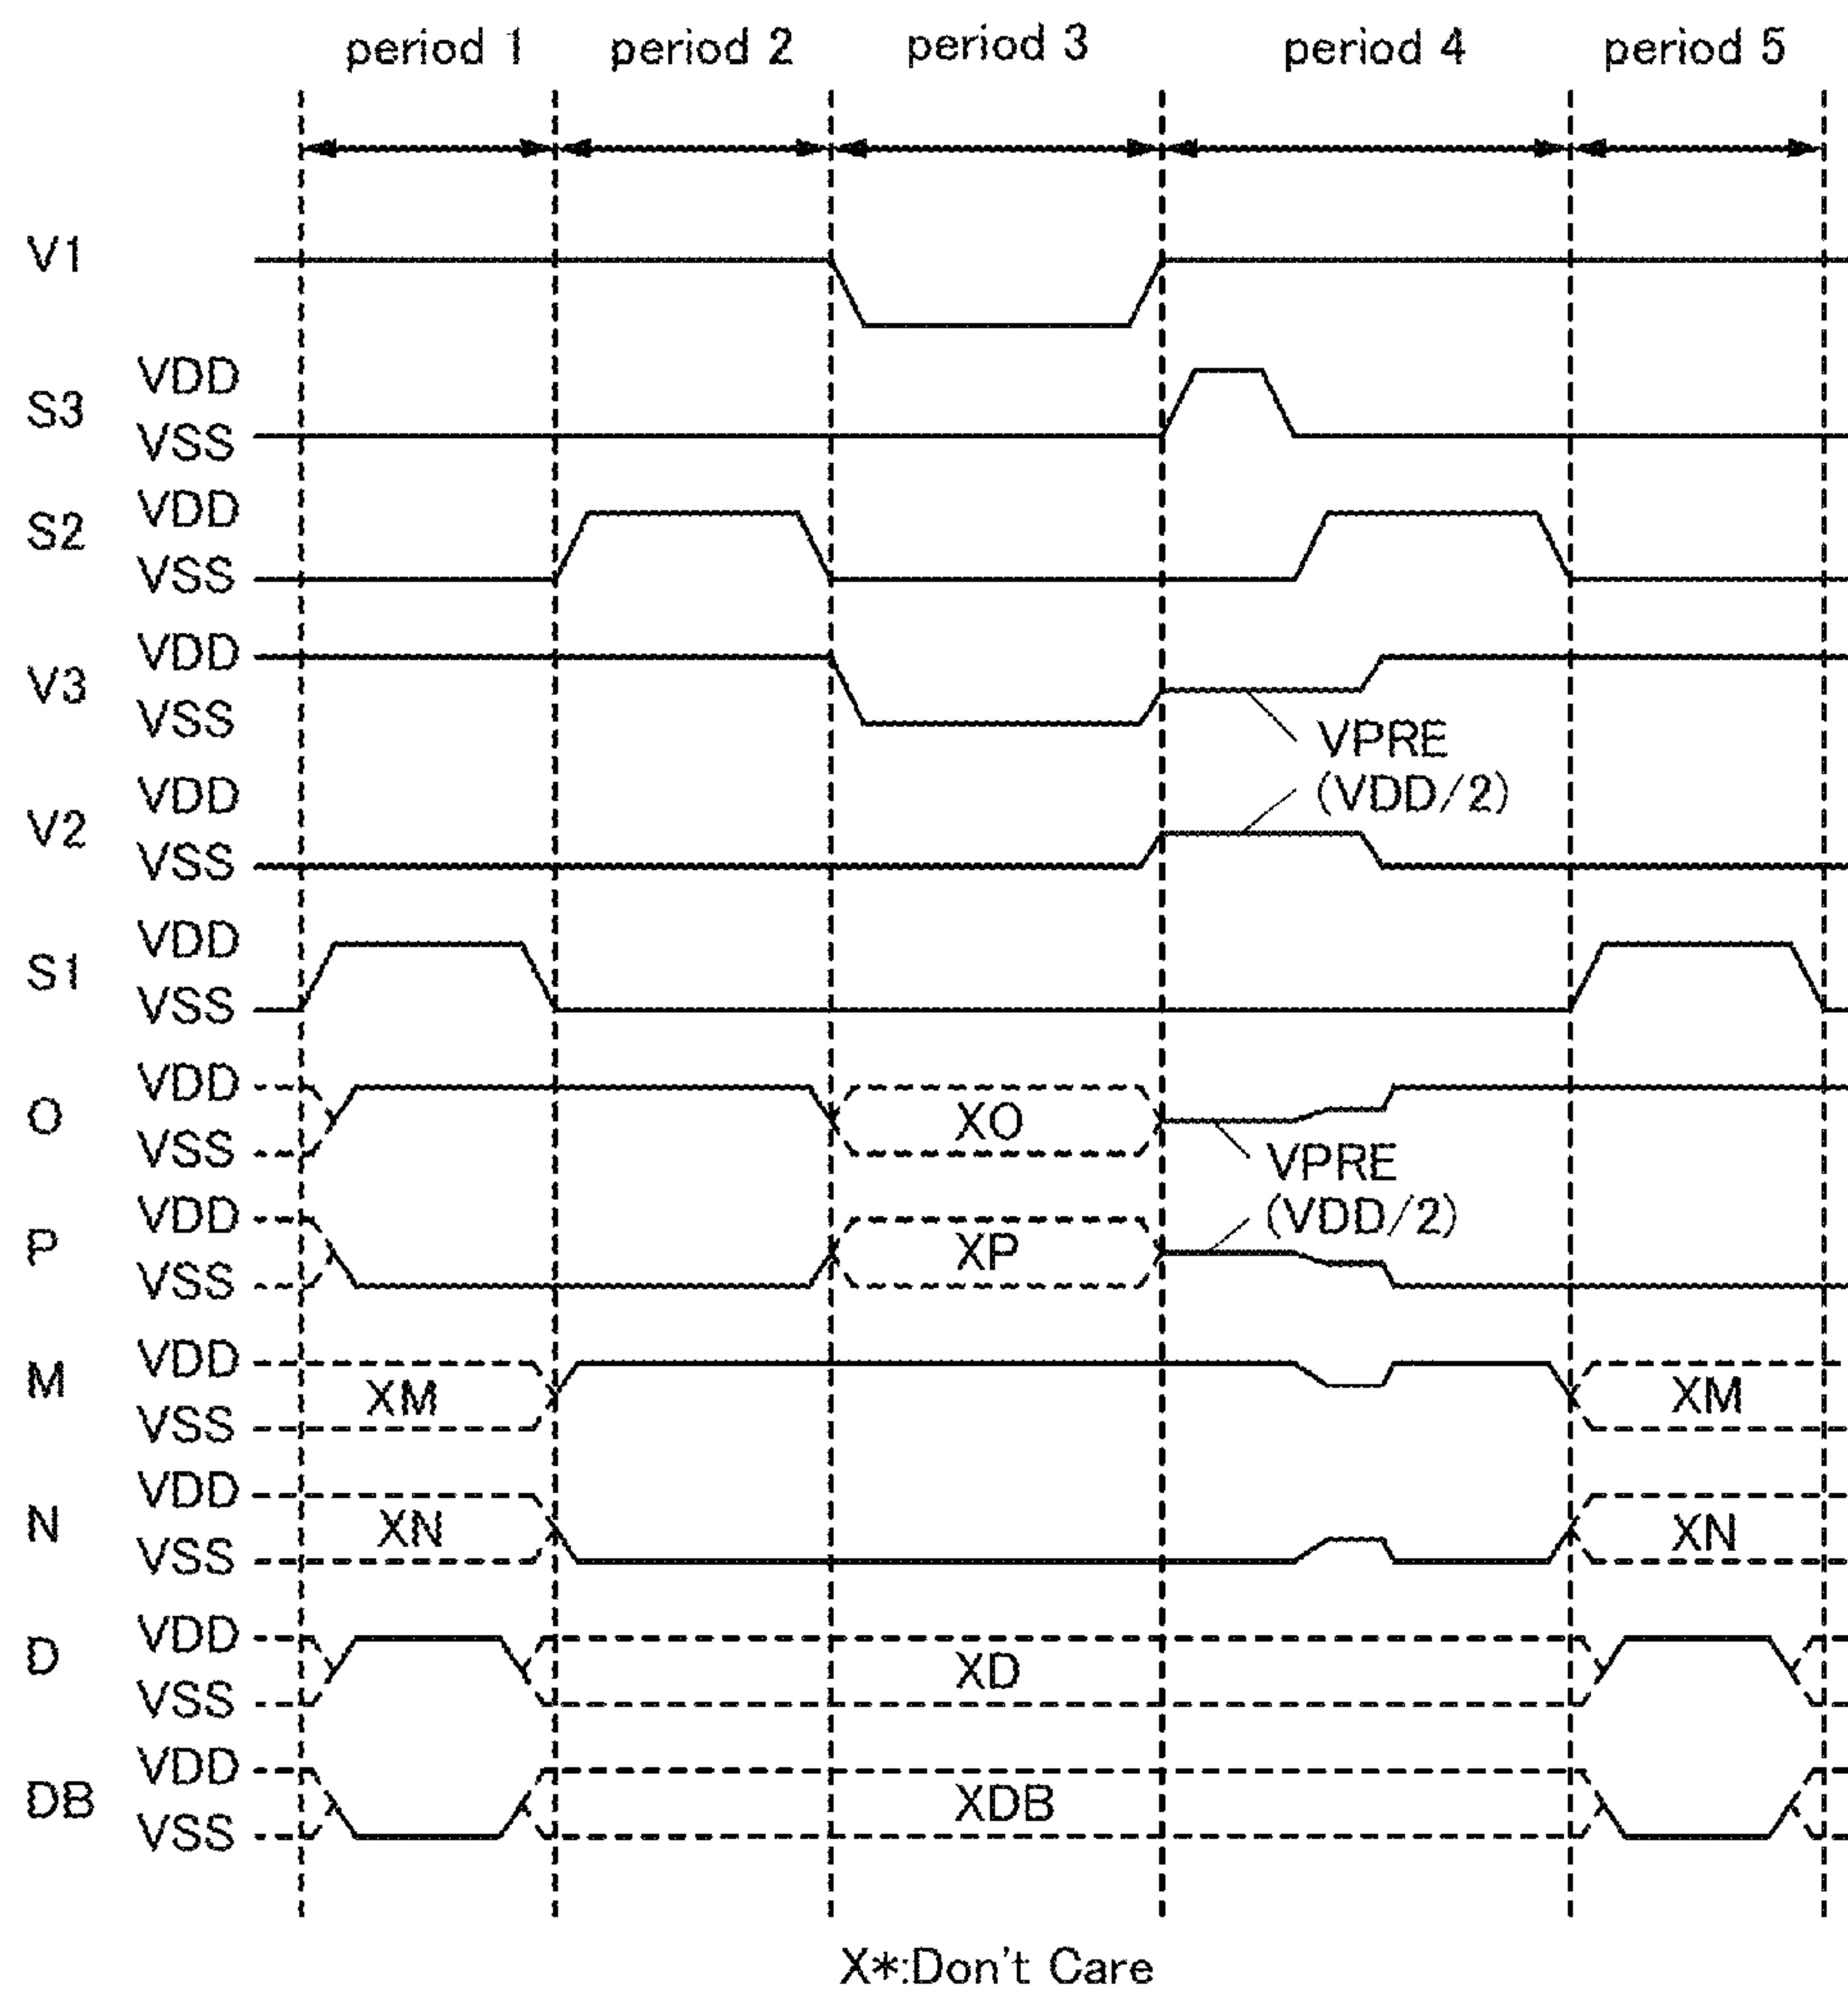 period 1 period 2 period 3 period 4 period 5
V1
S3 VDD
VSS
S2 VDD
VSS
V3 VDD
VSS
VPRE
(VDD/2)
V2 VDD
VSS
S1 VDD
VSS
O VDD
VSS
XO
VPRE
(VDD/2)
P VDD
VSS
XP
M VDD
VSS
XM XM
N VDD
VSS
XN XN
D VDD
VSS
XD
DB VDD
VSS
XDB
X*:Don't Care